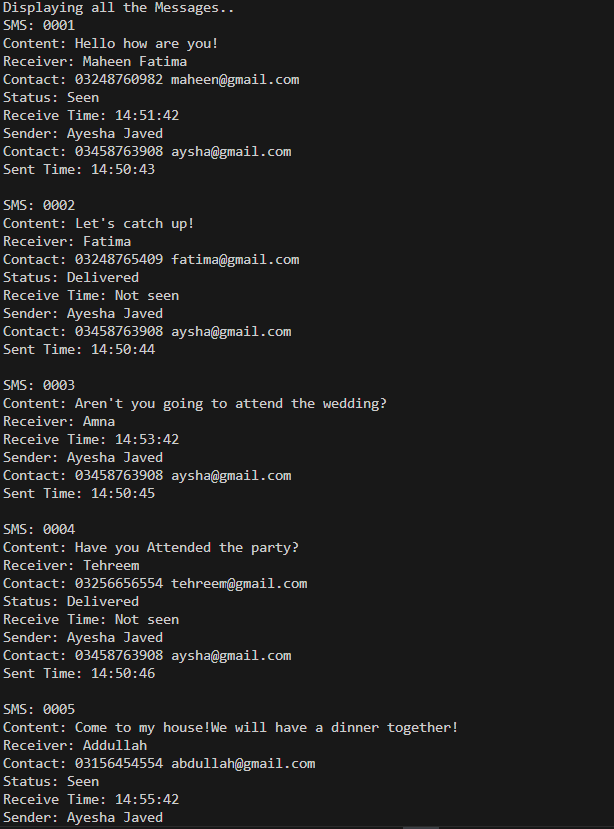 Displaying all the Messages..
SMS: 0001
Content: Hello how are you!
Receiver: Maheen Fatima
Contact: 03248760982 maheen@gmail.com
Status: Seen
Receive Time: 14:51:42
Sender: Ayesha Javed
Contact: 03458763908 aysha@gmail.com
Sent Time: 14:50:43
SMS: 0002
Content: Let's catch up!
Receiver: Fatima
Contact: 03248765409 fatima@gmail.com
Status: Delivered
Receive Time: Not seen
Sender: Ayesha Javed
Contact: 03458763908 aysha@gmail.com
Sent Time: 14:50:44
SMS: 0003
Content: Aren't you going to attend the wedding?
Receiver: Amna
Receive Time: 14:53:42
Sender: Ayesha Javed
Contact: 03458763908 aysha@gmail.com
Sent Time: 14:50:45
SMS: 0004
Content: Have you Attended the party?
Receiver: Tehreem
Contact: 03256656554 tehreem@gmail.com
Status: Delivered
Receive Time: Not seen
Sender: Ayesha Javed
Contact: 03458763908 aysha@gmail.com
Sent Time: 14:50:46
SMS: 0005
Content: Come to my house!We will have a dinner together!
Receiver: Addullah
Contact: 03156454554 abdullah@gmail.com
Status: Seen
Receive Time: 14:55:42
Sender: Ayesha Javed